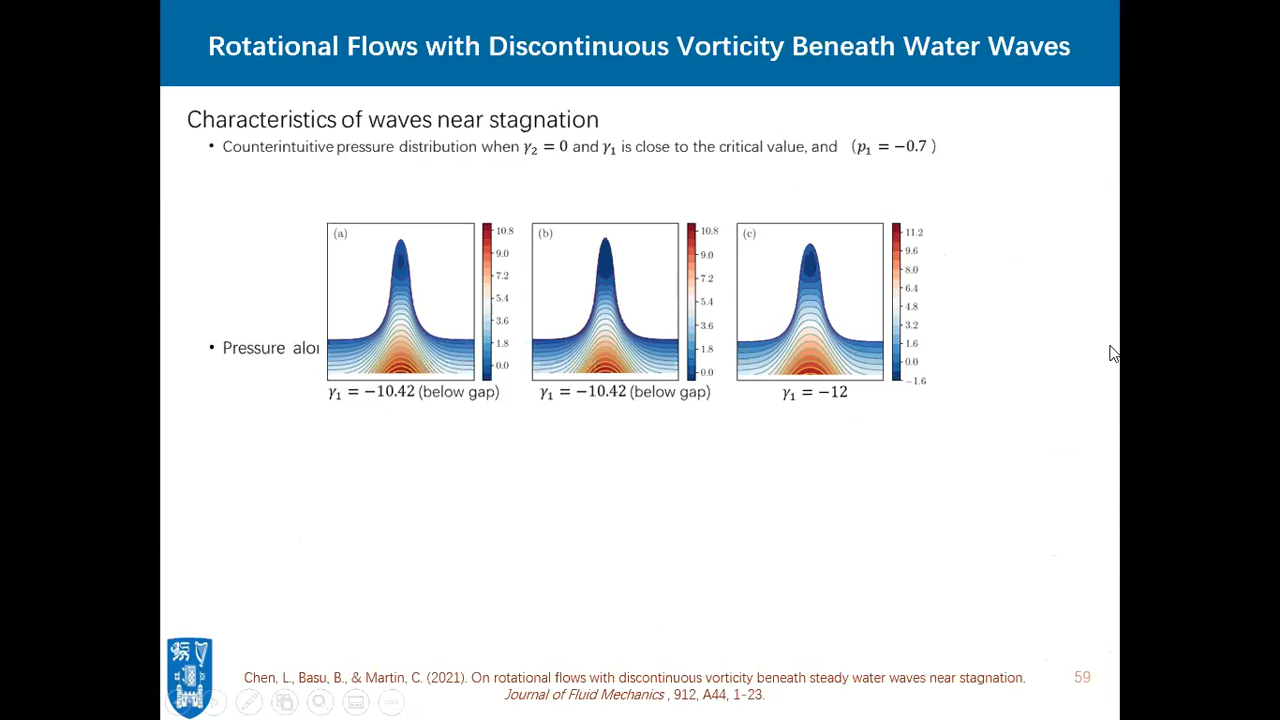 Rotational Flows with Discontinuous Vorticity Beneath Water Waves
Characteristics of waves near stagnation
• Counterintuitive pressure distribution when γ₂ = 0 and γ₁ is close to the critical value, and (p₁ = −0.7 )
(a)
10.8
9.0
7.2
5.4
3.6
1.8
0.0
(b)
10.8
9.0
7.2
5.4
3.6
1.8
0.0
(c)
11.2
9.6
8.0
6.4
4.8
3.2
1.6
0.0
−1.6
• Pressure
γ₁ = −10.42 (below gap)
γ₁ = −10.42 (below gap)
γ₁ = −12
Chen, L., Basu, B., & Martin, C. (2021). On rotational flows with discontinuous vorticity beneath steady water waves near stagnation.
Journal of Fluid Mechanics , 912, A44, 1–23.
59